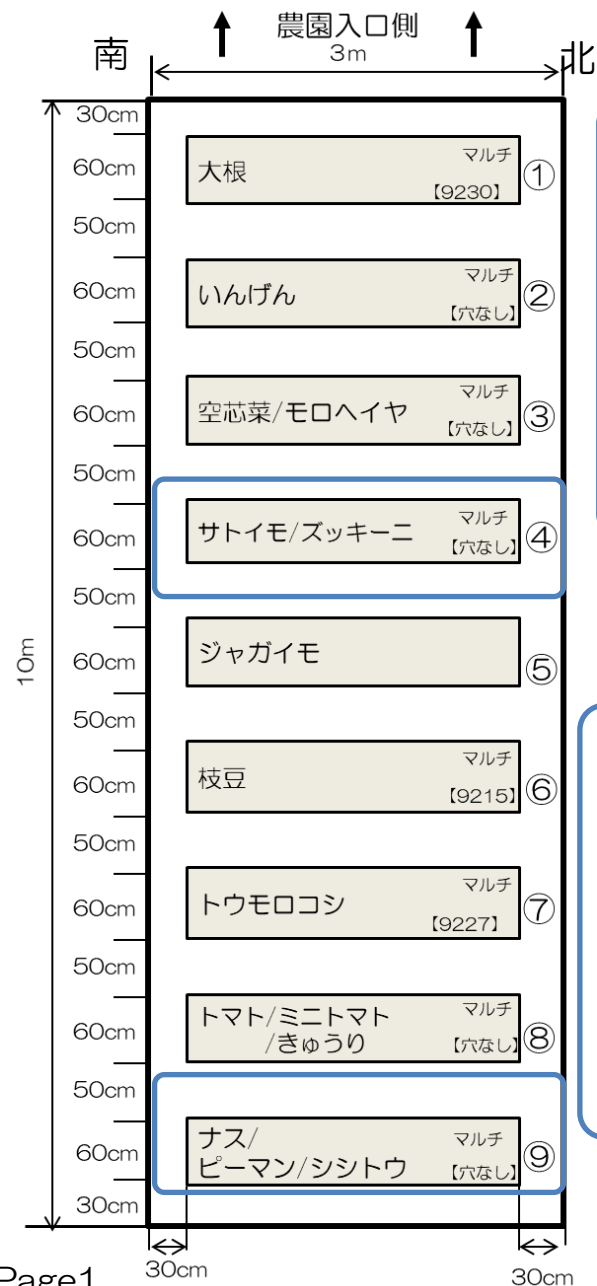 農園入口側
南
3m
北
30cm
60cm
大根
マルチ
【9230】
①
50cm
60cm
いんげん
マルチ
【穴なし】
②
50cm
60cm
空芯菜/モロヘイヤ
マルチ
【穴なし】
③
50cm
60cm
サトイモ/ズッキーニ
マルチ
【穴なし】
④
50cm
10m
60cm
ジャガイモ
⑤
50cm
60cm
枝豆
マルチ
【9215】
⑥
50cm
60cm
トウモロコシ
マルチ
【9227】
⑦
50cm
60cm
トマト/ミニトマト
/きゅうり
マルチ
【穴なし】
⑧
50cm
60cm
ナス/
ピーマン/シシトウ
マルチ
【穴なし】
⑨
30cm
30cm
30cm
Page1